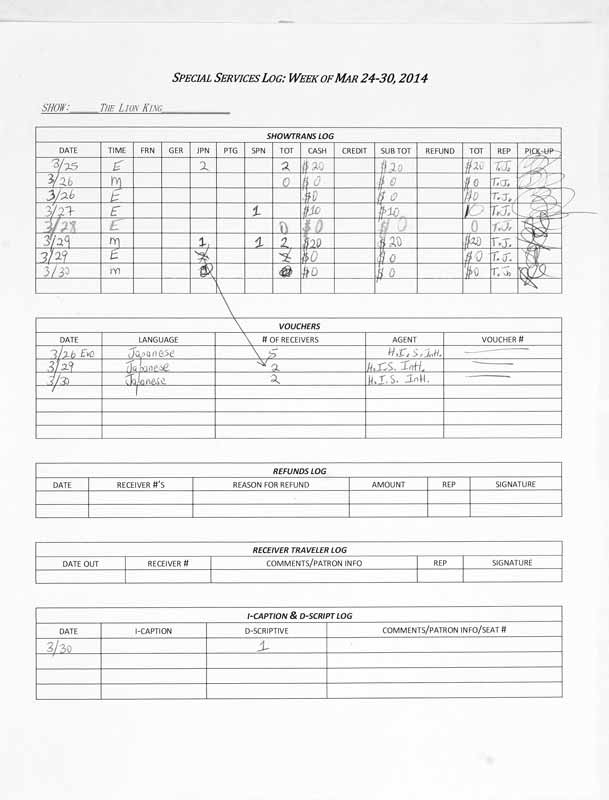 SPECIAL SERVICES LOG: WEEK OF MAR 24-30, 2014
SHOW: THE LION KING
SHOWTRANS LOG
DATE TIME FRN GER JPN PTG SPN TOT CASH CREDIT SUB TOT REFUND TOT REP PICK-UP
3/25 E 2 2 $20 $20 $20 T.J.
3/26 M 0 $0 $0 $0 T.J.
3/26 E $0 $0 $0 T.J.
3/27 E 1 $10 $10 10 T.J.
3/28 E 0 $0 $0 0 T.J.
3/29 M 1 1 2 $20 $20 $20 T.J.
3/29 E 2 2 $0 $0 $0 T.J.
3/30 M $0 $0 $0 T.J.
VOUCHERS
DATE LANGUAGE # OF RECEIVERS AGENT VOUCHER #
3/26 Eve Japanese 5 H.I.S. Int.
3/29 Japanese 2 H.I.S. Intl.
3/30 Japanese 2 H.I.S. Intl.
REFUNDS LOG
DATE RECEIVER #'S REASON FOR REFUND AMOUNT REP SIGNATURE
RECEIVER TRAVELER LOG
DATE OUT RECEIVER # COMMENTS/PATRON INFO REP SIGNATURE
I-CAPTION & D-SCRIPT LOG
DATE I-CAPTION D-SCRIPTIVE COMMENTS/PATRON INFO/SEAT #
3/30 1